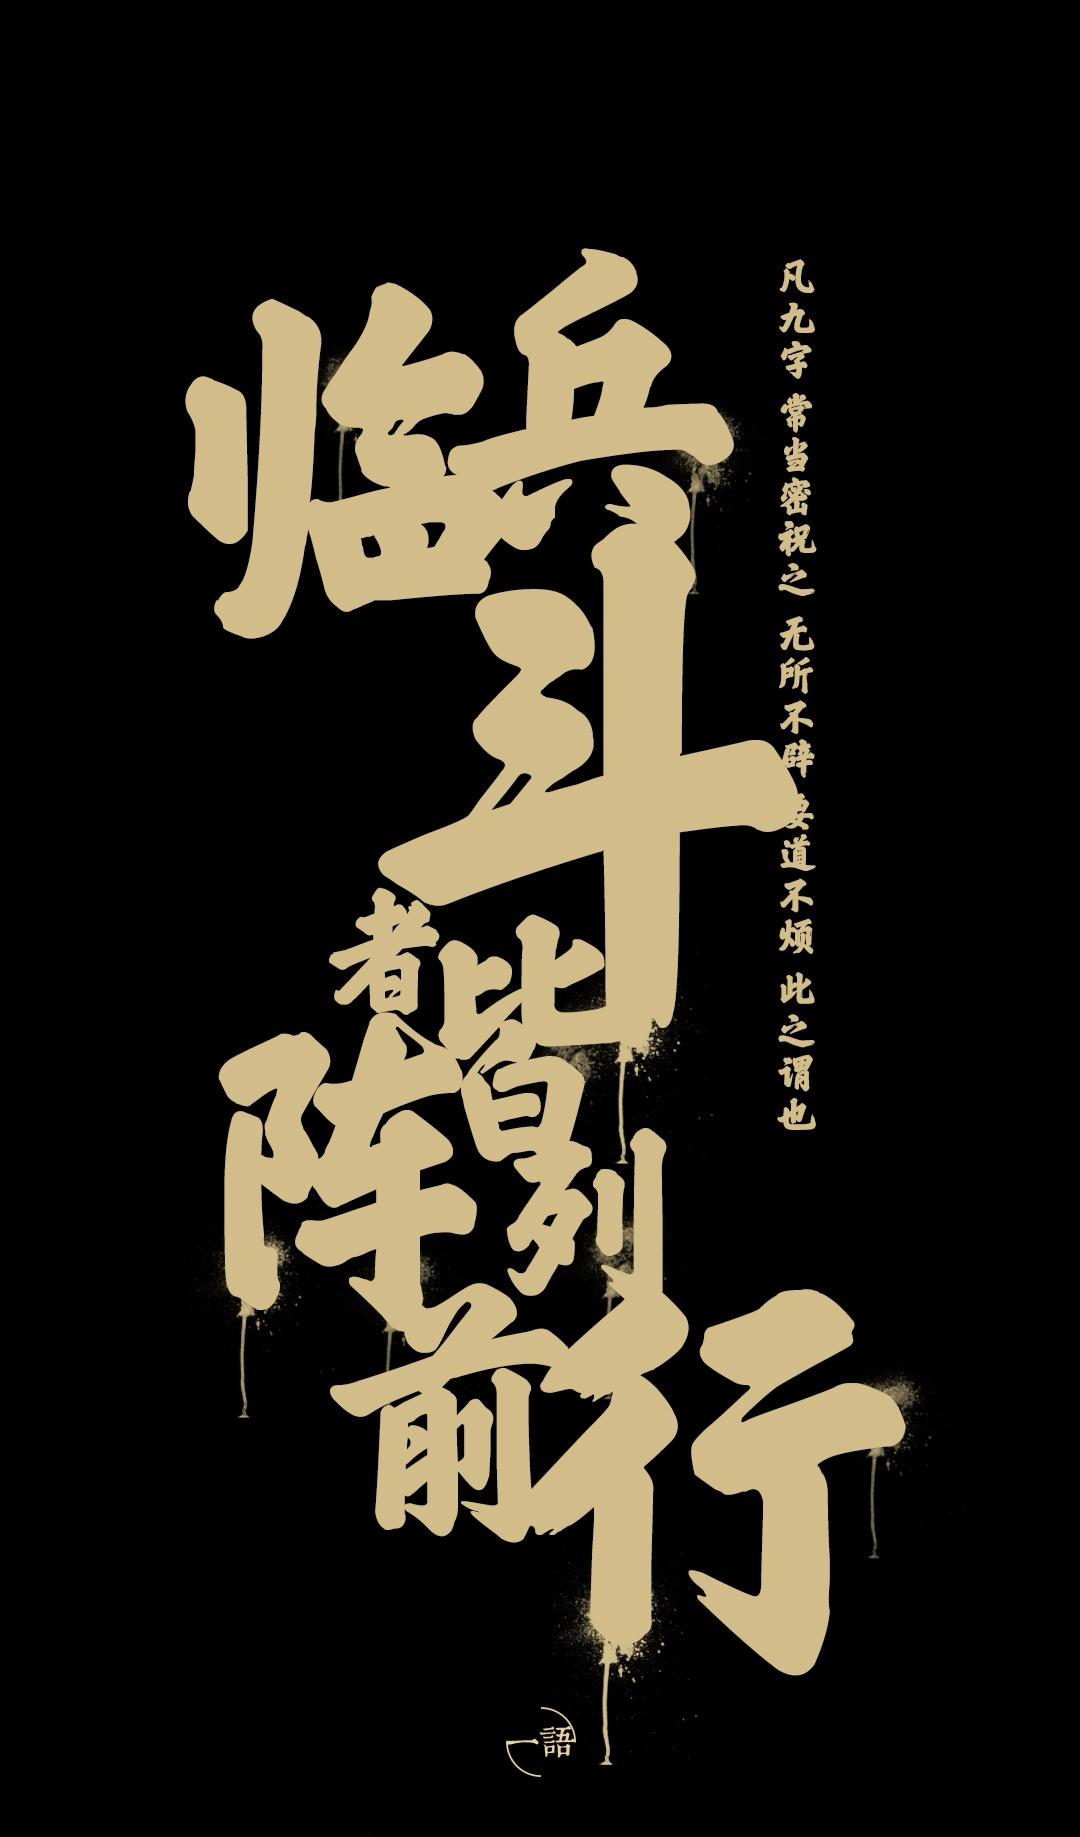 临兵
斗
者皆
阵列
前行
凡九字 常当密祝之 无所不辟 要道不烦 此之谓也
一語